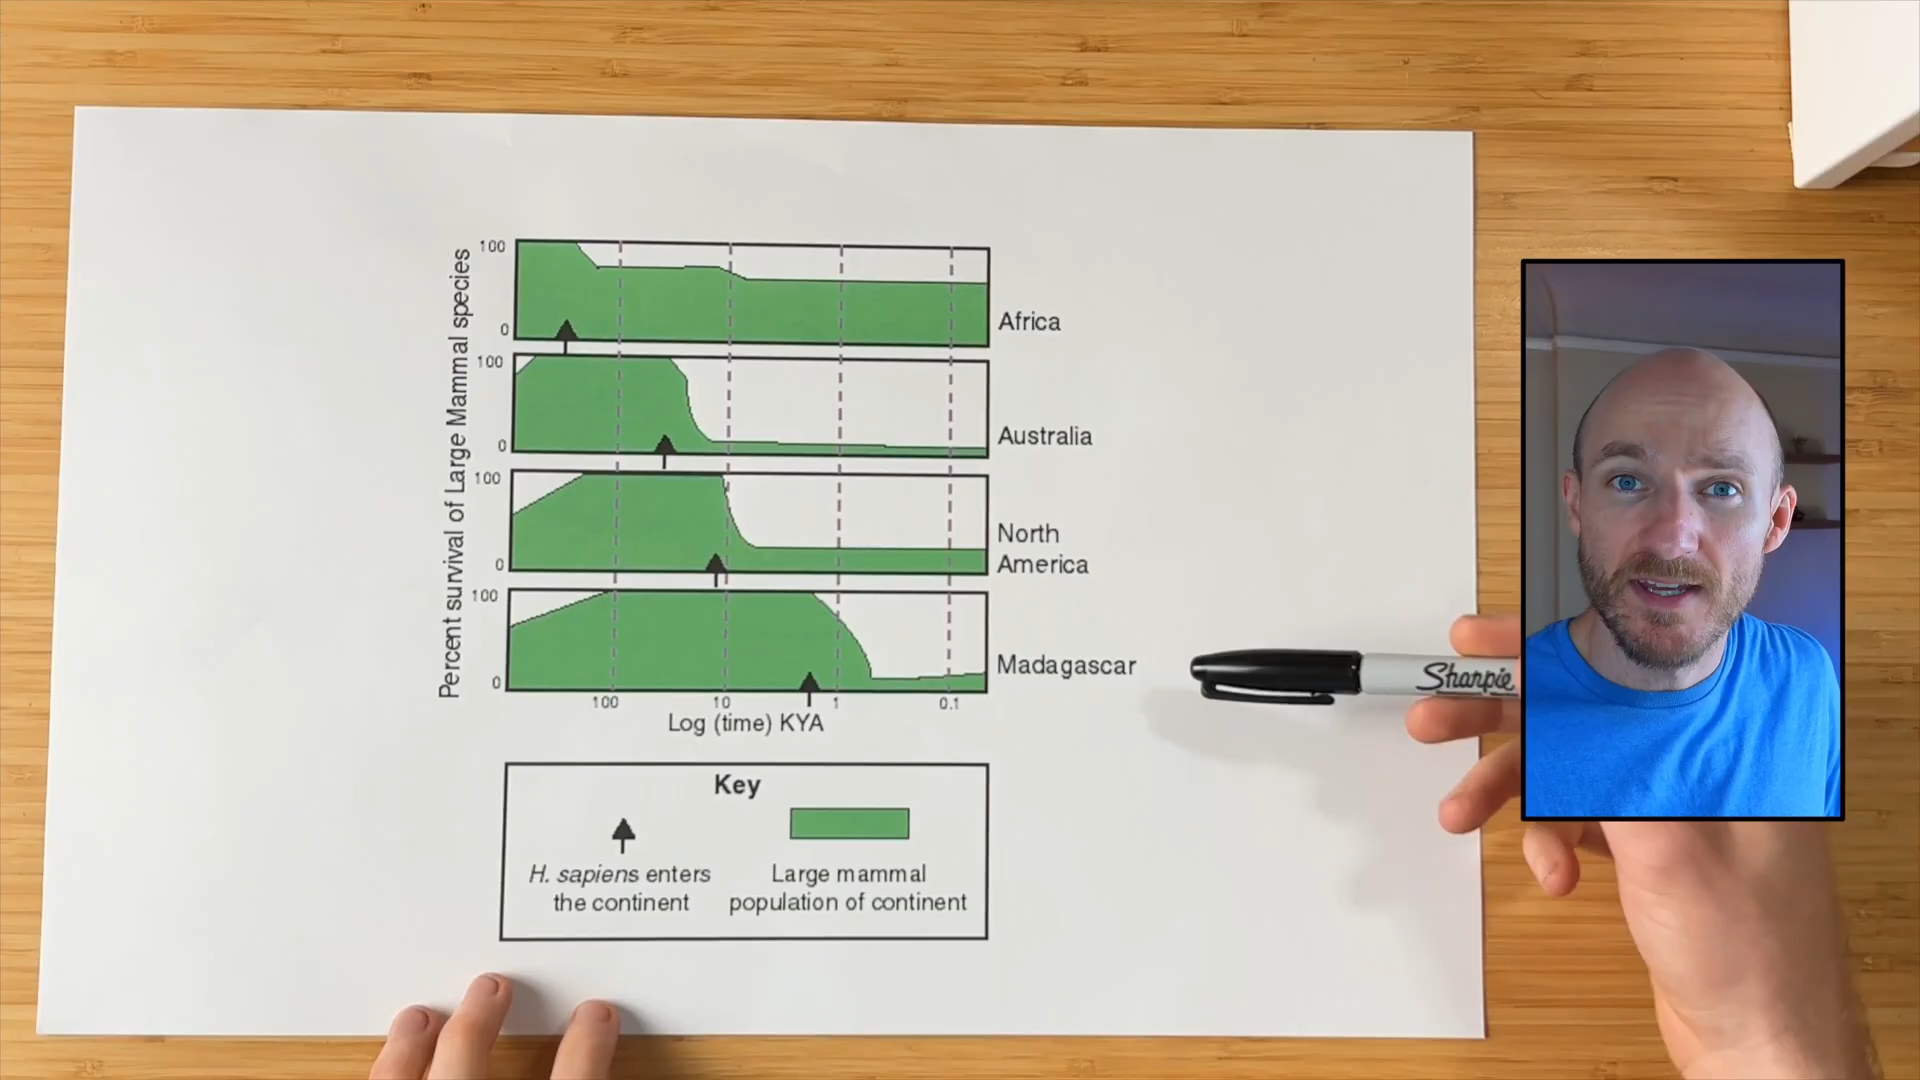 Percent survival of Large Mammal species
100
0
Africa
100
0
Australia
100
0
North
America
100
0
Madagascar
100 10 1 0.1
Log (time) KYA
Key
H. sapiens enters
the continent
Large mammal
population of continent
Sharpie